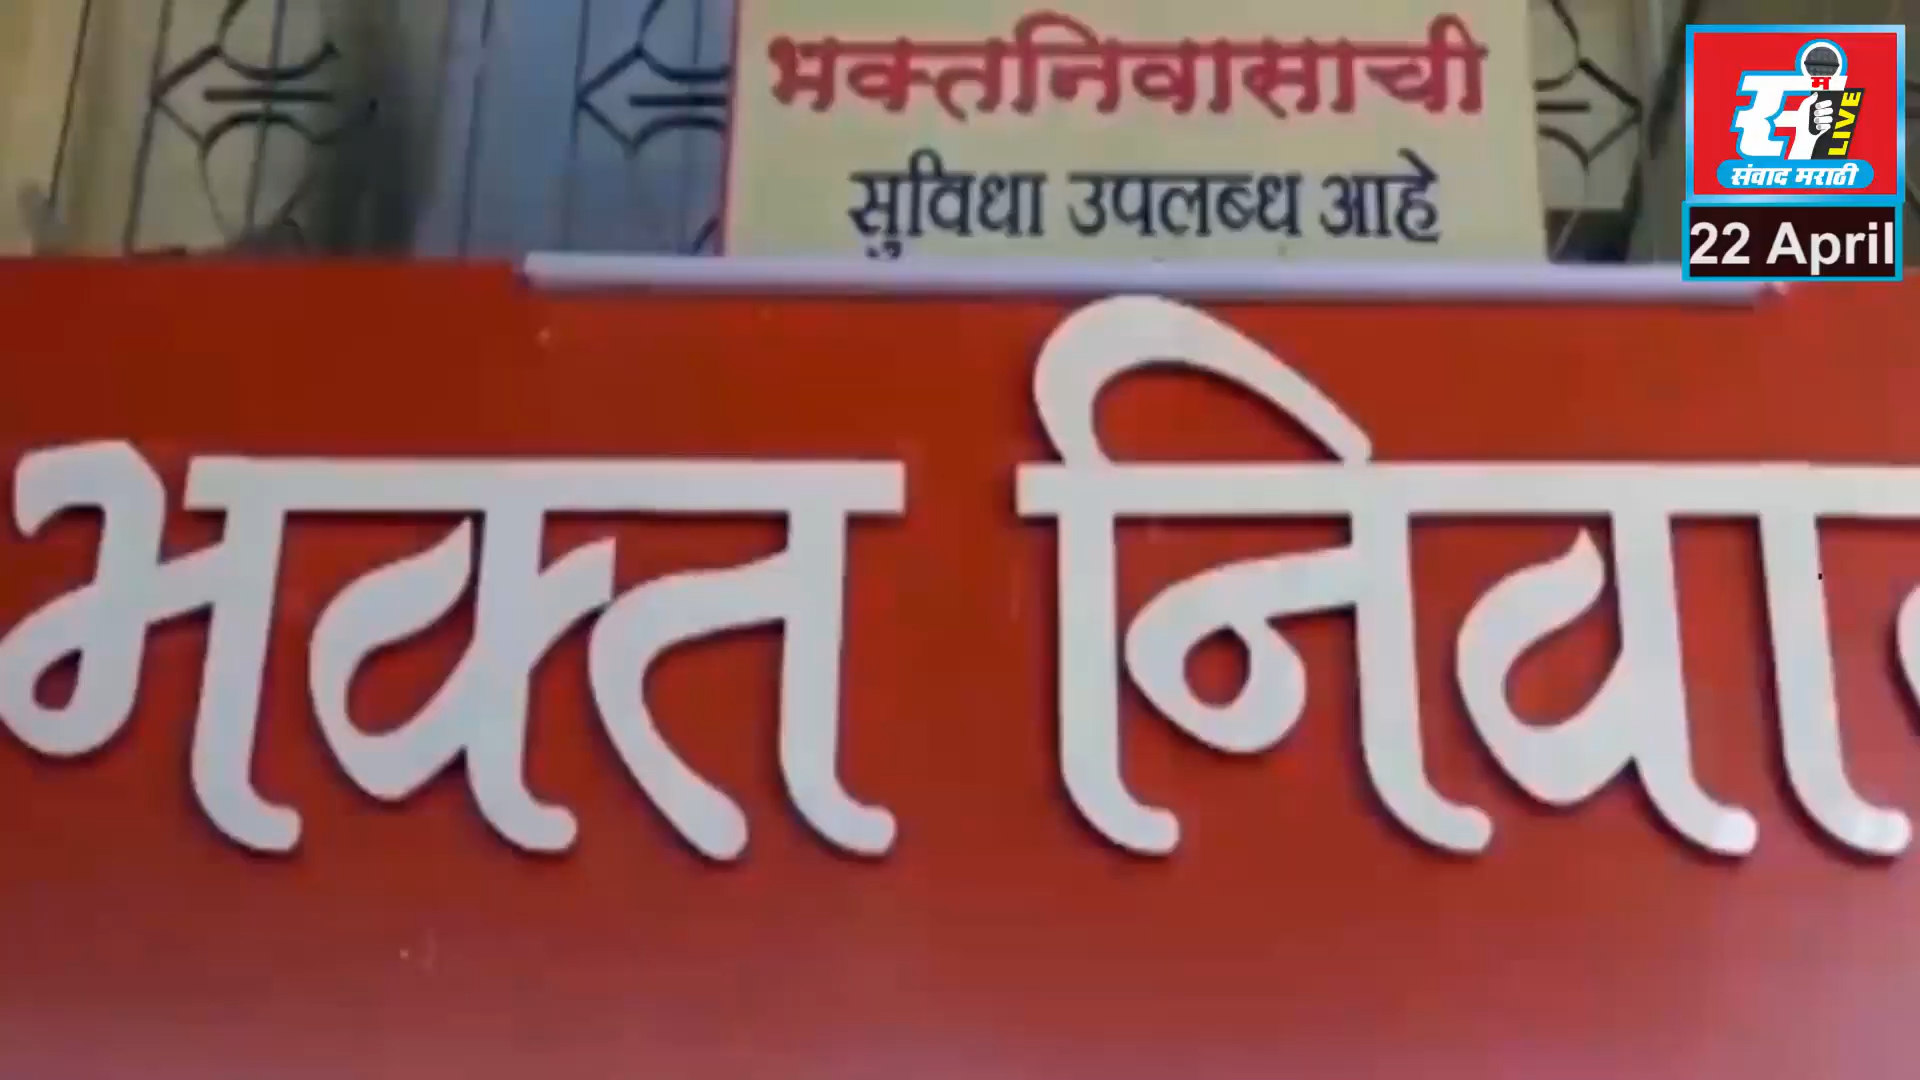 भक्तनिवासाची
सुविधा उपलब्ध आहे
स
म
LIVE
संवाद मराठी
22 April
भक्त निवा